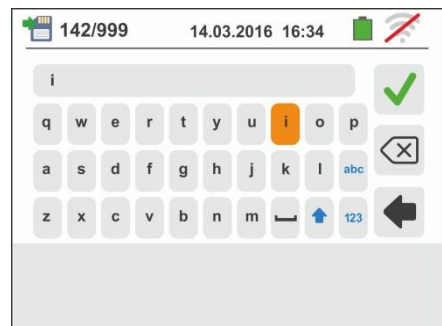 142/999 14.03.2016 16:34
i
q w e r t y u i o p
a s d f g h j k l abc
z x c v b n m 123